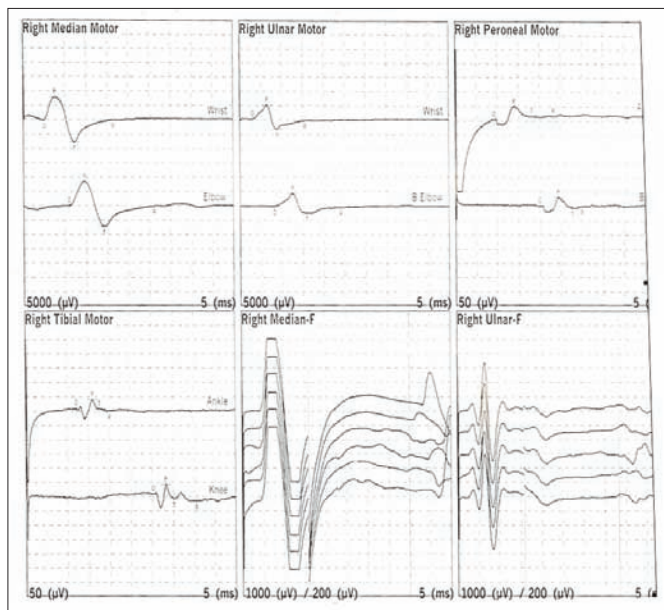 Right Median Motor
Wrist
Elbow
5000 (µV) 5 (ms)
Right Ulnar Motor
Wrist
B Elbow
5000 (µV) 5 (ms)
Right Peroneal Motor
A
B
50 (µV) 5 (
Right Tibial Motor
Ankle
Knee
50 (µV) 5 (ms)
Right Median-F
1000 (µV) / 200 (µV) 5 (ms)
Right Ulnar-F
1000 (µV) / 200 (µV) 5 (